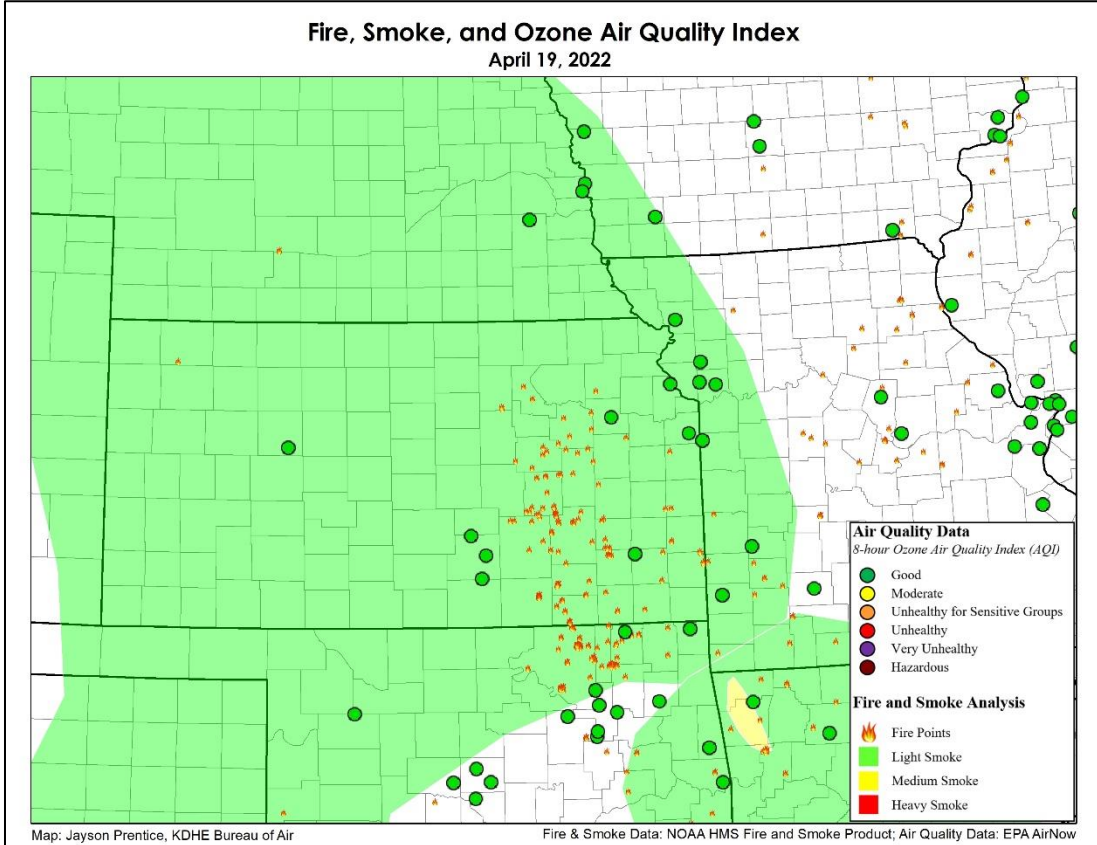 Fire, Smoke, and Ozone Air Quality Index
April 19, 2022
Air Quality Data
8-hour Ozone Air Quality Index (AQI)
Good
Moderate
Unhealthy for Sensitive Groups
Unhealthy
Very Unhealthy
Hazardous
Fire and Smoke Analysis
Fire Points
Light Smoke
Medium Smoke
Heavy Smoke
Map: Jayson Prentice, KDHE Bureau of Air
Fire & Smoke Data: NOAA HMS Fire and Smoke Product; Air Quality Data: EPA AirNow